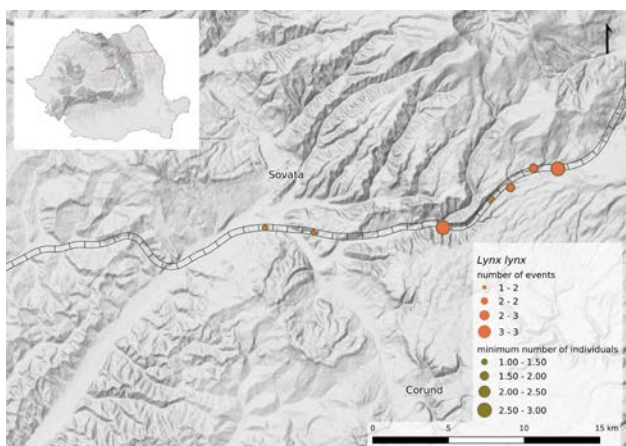 Sovata
Lynx lynx
number of events
1 - 2
2 - 2
2 - 3
3 - 3
minimum number of individuals
1.00 - 1.50
1.50 - 2.00
2.00 - 2.50
2.50 - 3.00
Corund
0 5 10 15 km